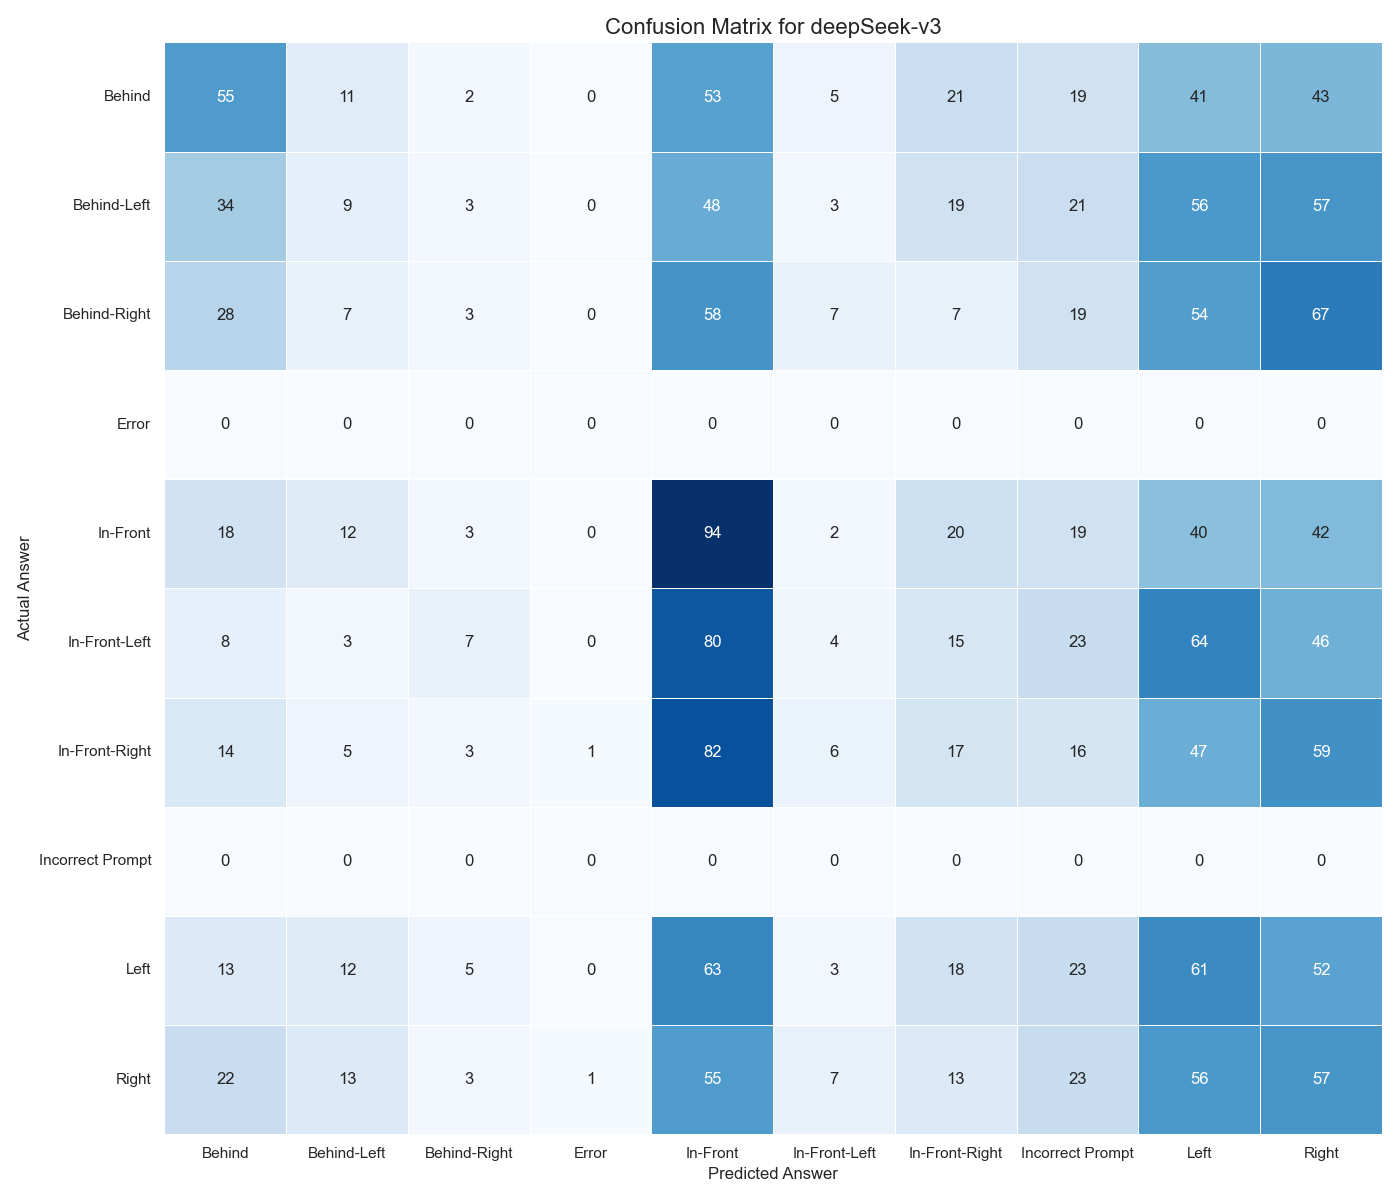 Confusion Matrix for deepSeek-v3
Behind 55 11 2 0 53 5 21 19 41 43
Behind-Left 34 9 3 0 48 3 19 21 56 57
Behind-Right 28 7 3 0 58 7 7 19 54 67
Error 0 0 0 0 0 0 0 0 0 0
In-Front 18 12 3 0 94 2 20 19 40 42
Actual Answer
In-Front-Left 8 3 7 0 80 4 15 23 64 46
In-Front-Right 14 5 3 1 82 6 17 16 47 59
Incorrect Prompt 0 0 0 0 0 0 0 0 0 0
Left 13 12 5 0 63 3 18 23 61 52
Right 22 13 3 1 55 7 13 23 56 57
Behind Behind-Left Behind-Right Error In-Front In-Front-Left In-Front-Right Incorrect Prompt Left Right
Predicted Answer